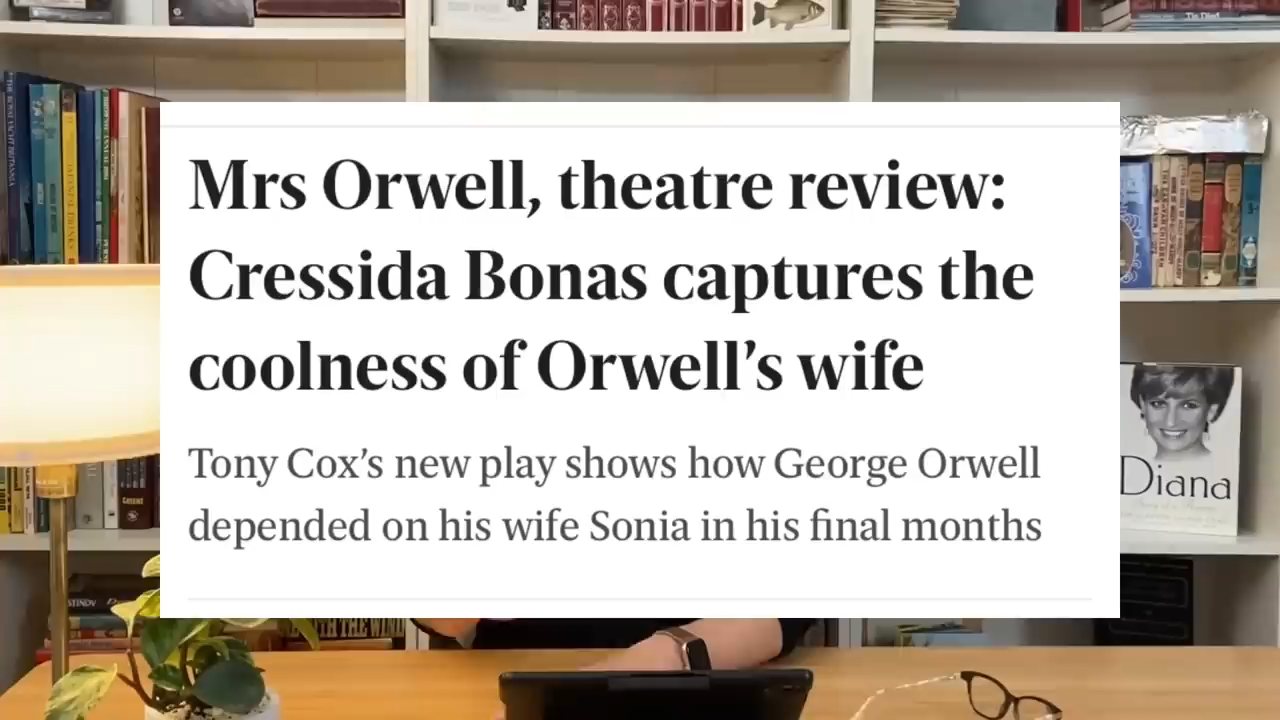 Mrs Orwell, theatre review:
Cressida Bonas captures the
coolness of Orwell’s wife
Tony Cox’s new play shows how George Orwell
depended on his wife Sonia in his final months
Diana